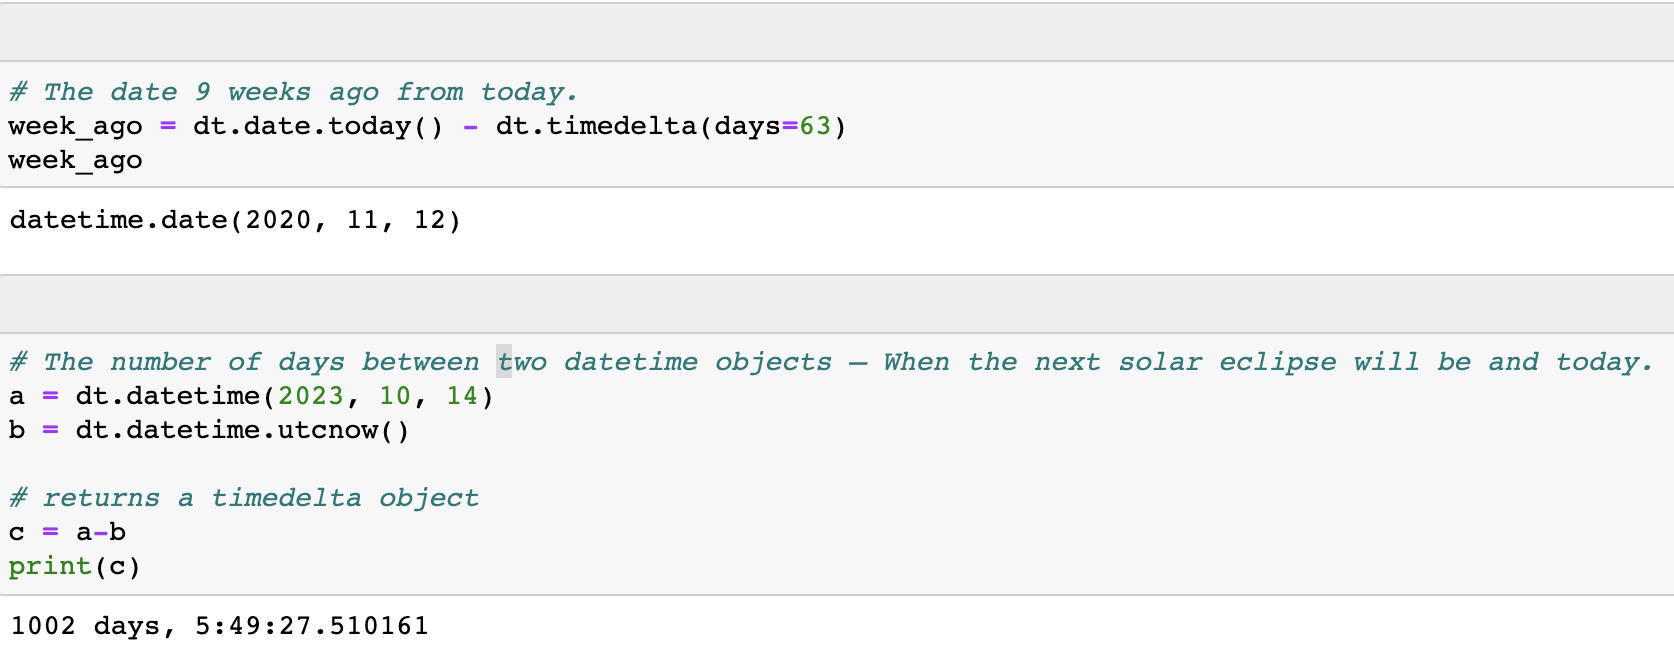 # The date 9 weeks ago from today.
week_ago = dt.date.today() - dt.timedelta(days=63)
week_ago
datetime.date(2020, 11, 12)
# The number of days between two datetime objects — When the next solar eclipse will be and today.
a = dt.datetime(2023, 10, 14)
b = dt.datetime.utcnow()
# returns a timedelta object
c = a-b
print(c)
1002 days, 5:49:27.510161